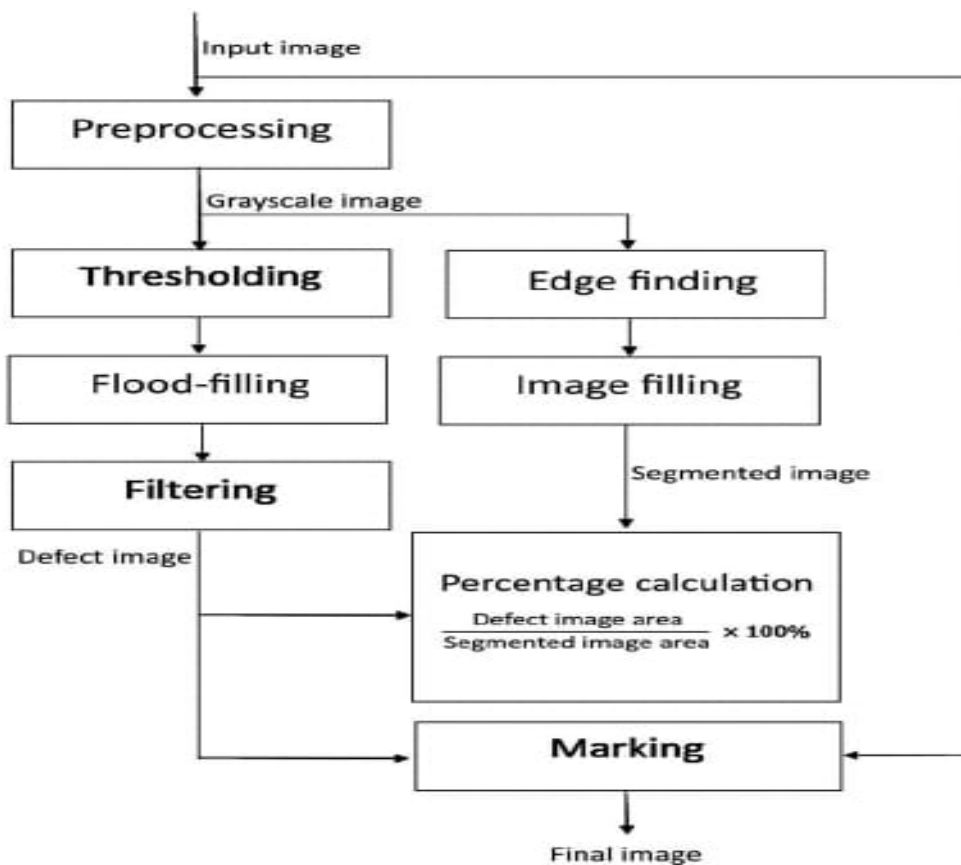 Input image
Preprocessing
Grayscale image
Thresholding
Edge finding
Flood-filling
Image filling
Filtering
Segmented image
Defect image
Percentage calculation
Defect image area
Segmented image area × 100%
Marking
Final image